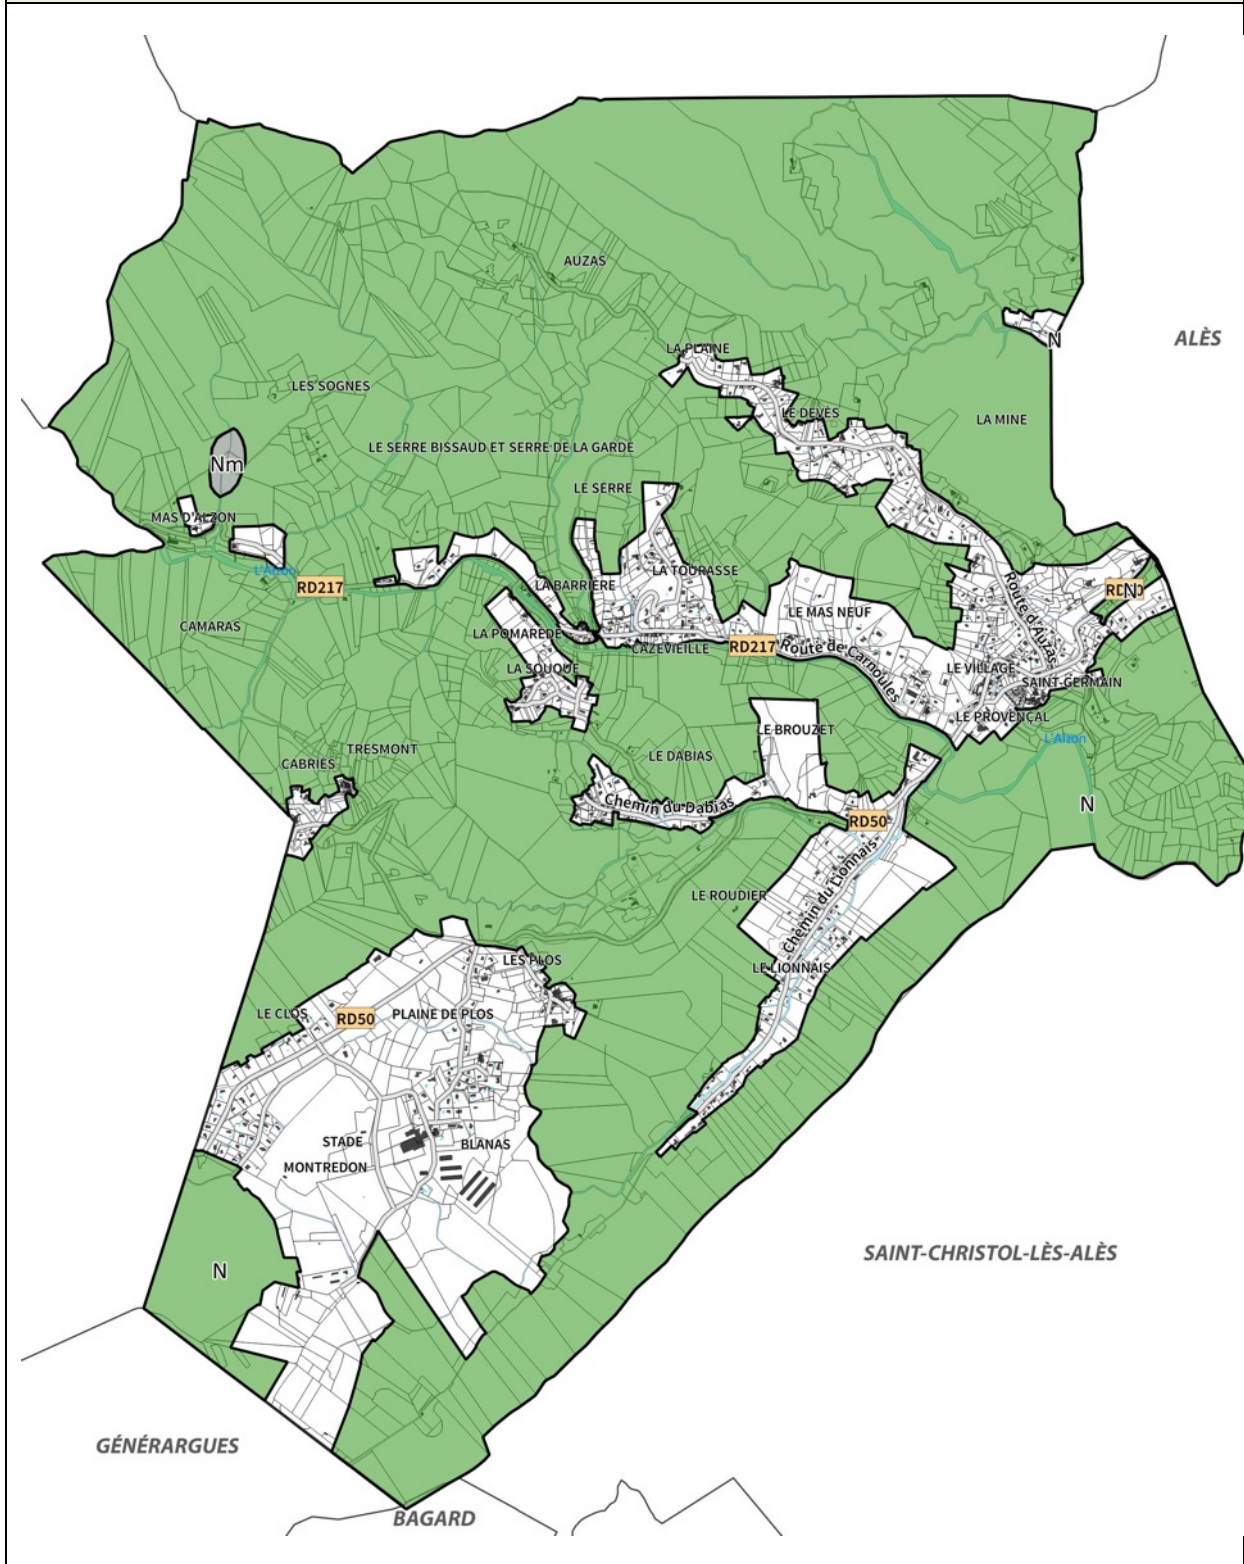 AUZAS
ALÈS
N
LA PLAINE
LES SOGNES
LE DEVÈS
LA MINE
LE SERRE BISSAUD ET SERRE DE LA GARDE
Nm
LE SERRE
MAS D'ALZON
L'Alzon
RD217
LA BARRIÈRE
LA TOURASSE
N
LE MAS NEUF
Route d'Auzas
CAMARAS
LA POMARÈDE
CAZEVIEILLE
RD217
Route de Carnoules
LA SOUQUE
LE VILLAGE
SAINT-GERMAIN
LE PROVENÇAL
LE BROUZET
L'Alzon
TRESMONT
LE DABIAS
CABRIÈS
Chemin du Dabias
N
RD50
LE ROUDIER
Chemin du Lionnais
LES PLOS
LE LIONNAIS
LE CLOS
RD50
PLAINE DE PLOS
STADE
BLANAS
MONTREDON
SAINT-CHRISTOL-LÈS-ALÈS
N
GÉNÉRARGUES
BAGARD